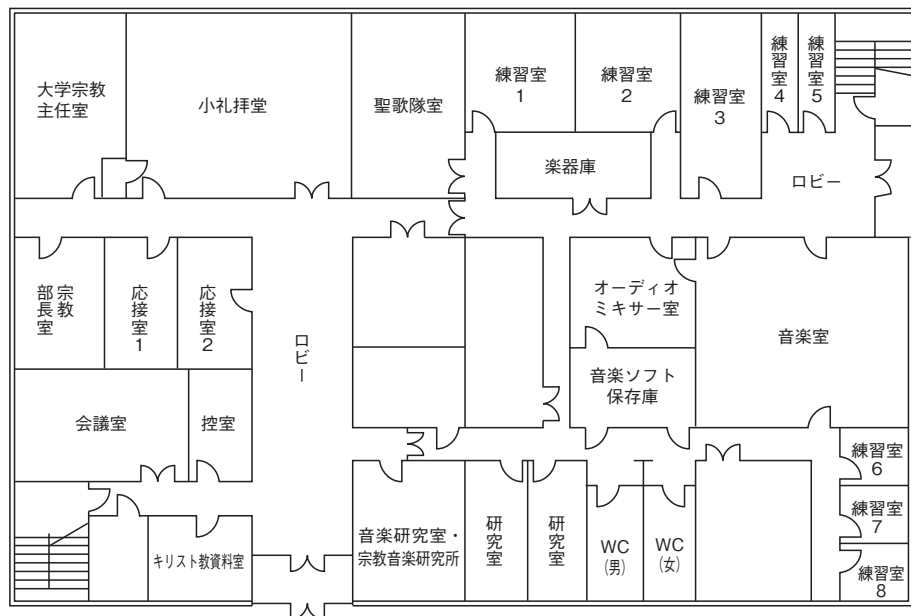 大学宗教
主任室
小礼拝堂
聖歌隊室
練習室
1
練習室
2
練習室
3
練習室
4
練習室
5
楽器庫
ロビー
宗教
部長室
応接室
1
応接室
2
ロビー
オーディオ
ミキサー室
音楽室
音楽ソフト
保存庫
会議室
控室
練習室
6
練習室
7
練習室
8
キリスト教資料室
音楽研究室・
宗教音楽研究所
研究室
研究室
WC
(男)
WC
(女)